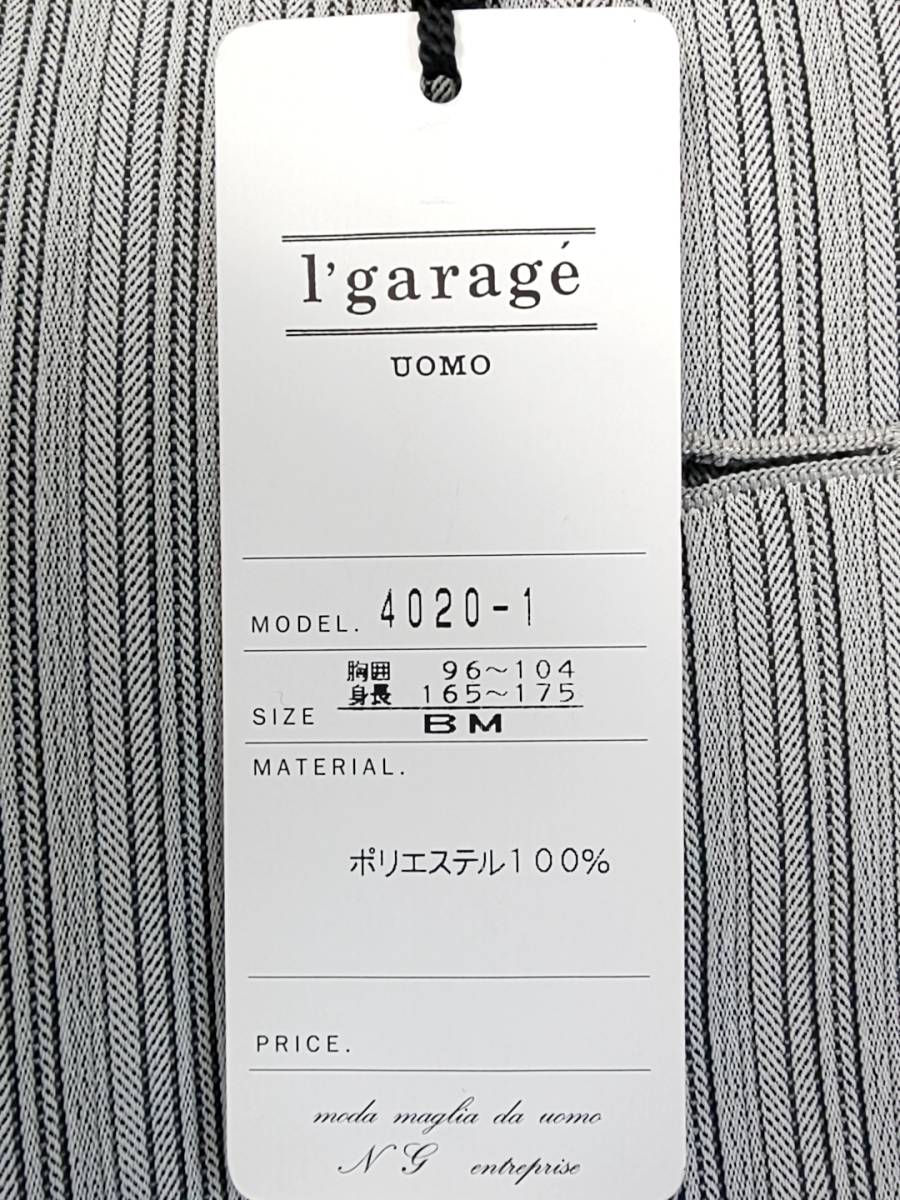 l'garagé
UOMO
MODEL. 4020-1
胸囲 96～104
身長 165～175
SIZE BM
MATERIAL.
ポリエステル100%
PRICE.
moda maglia da uomo
NG entreprise